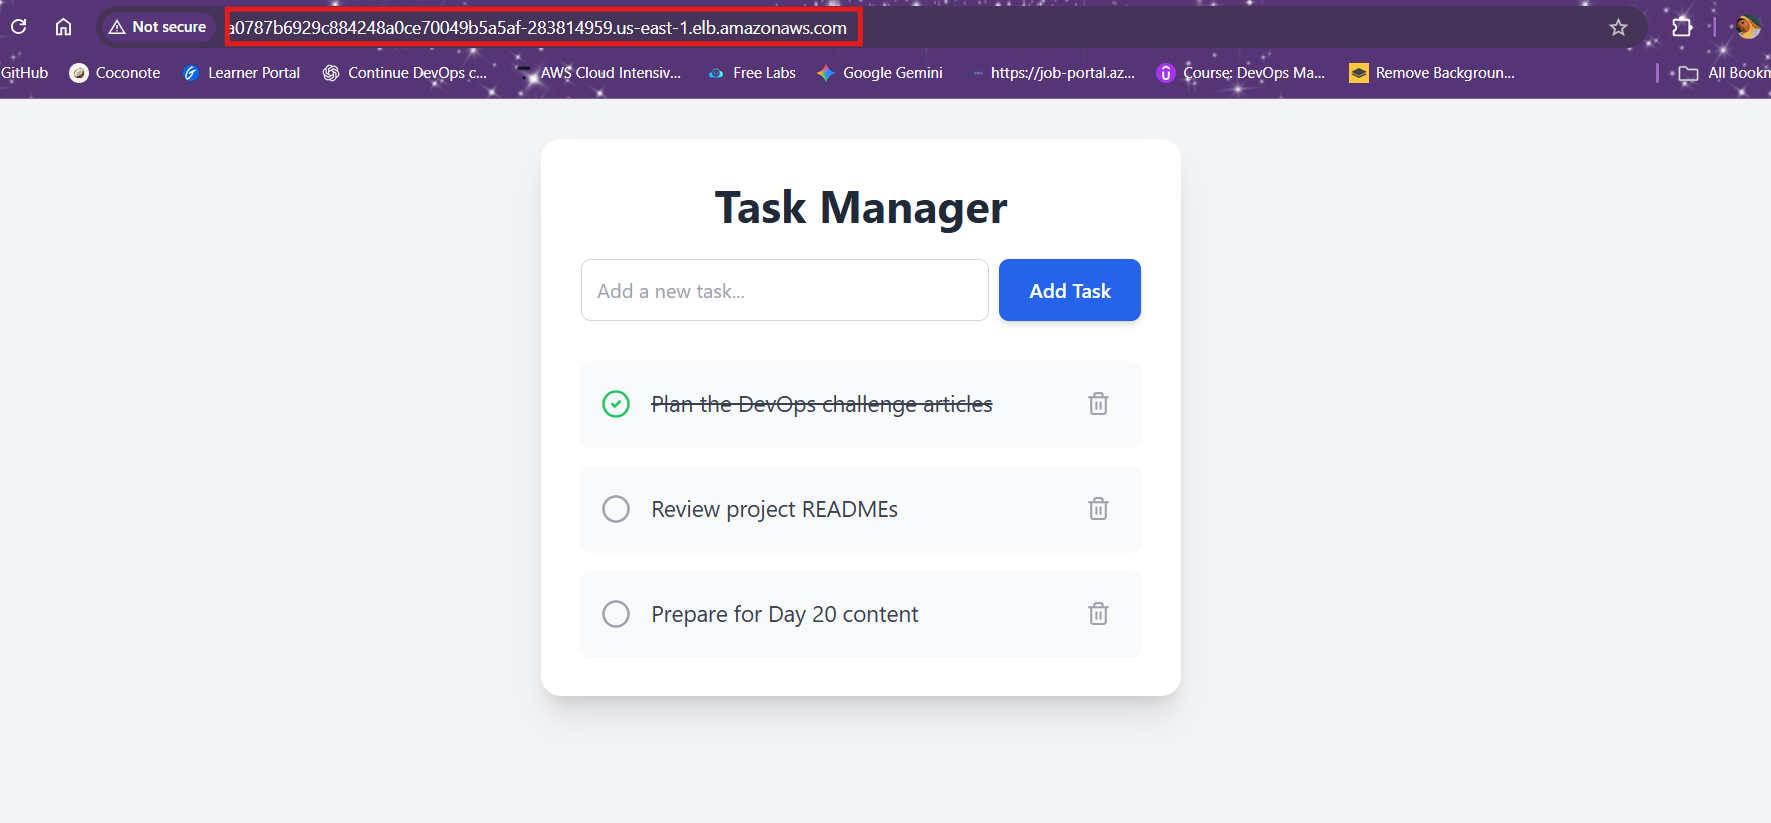 Not secure a0787b6929c884248a0ce70049b5a5af-283814959.us-east-1.elb.amazonaws.com
GitHub Coconote Learner Portal Continue DevOps c... AWS Cloud Intensiv... Free Labs Google Gemini https://job-portal.az... Course: DevOps Ma... Remove Backgroun... All Bookm
Task Manager
Add a new task... Add Task
Plan the DevOps challenge articles
Review project READMEs
Prepare for Day 20 content